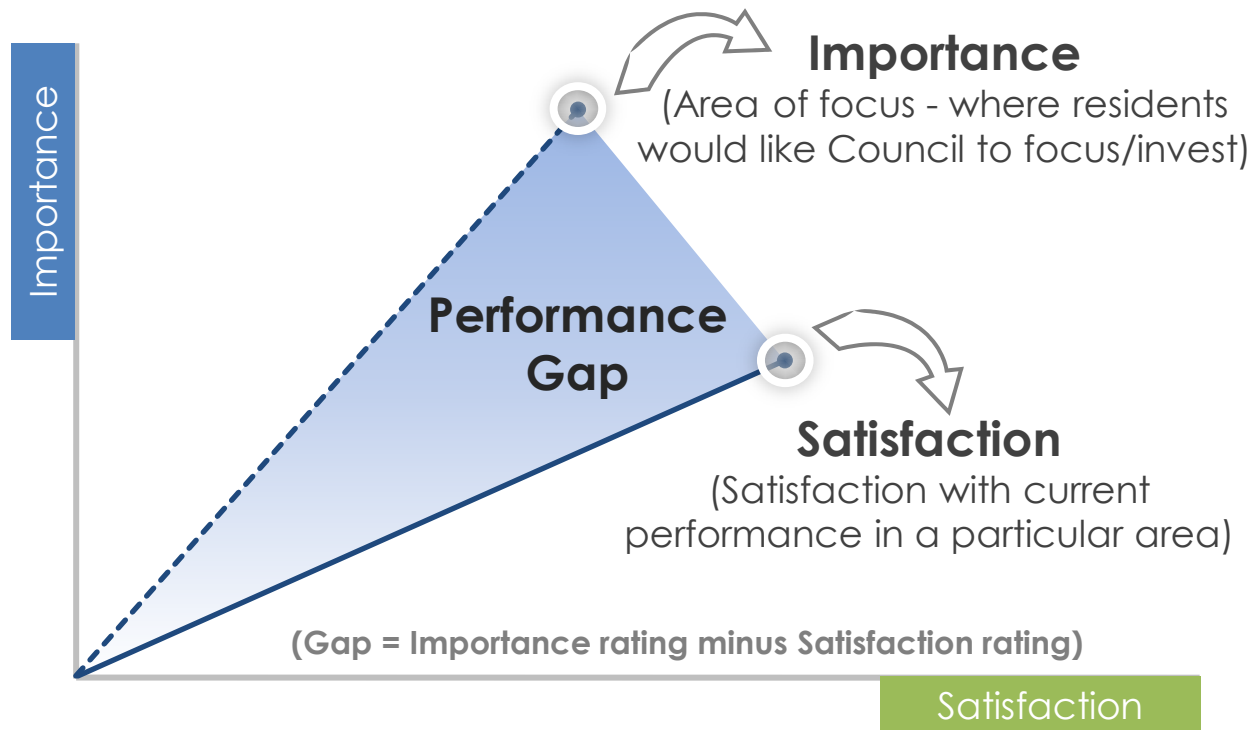 Importance
Importance
(Area of focus - where residents
would like Council to focus/invest)
Performance
Gap
Satisfaction
(Satisfaction with current
performance in a particular area)
(Gap = Importance rating minus Satisfaction rating)
Satisfaction